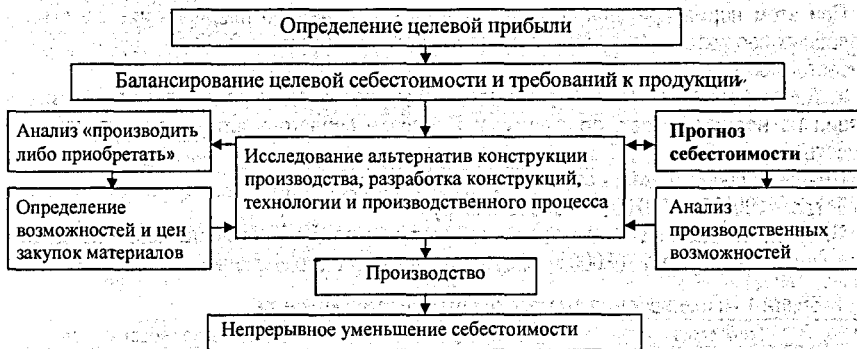 Определение целевой прибыли
Балансирование целевой себестоимости и требований к продукции
Анализ «производить
либо приобретать»
Исследование альтернатив конструкции
производства, разработка конструкций,
технологии и производственного процесса
Прогноз
себестоимости
Определение
возможностей и цен
закупок материалов
Анализ
производственных
возможностей
Производство
Непрерывное уменьшение себестоимости